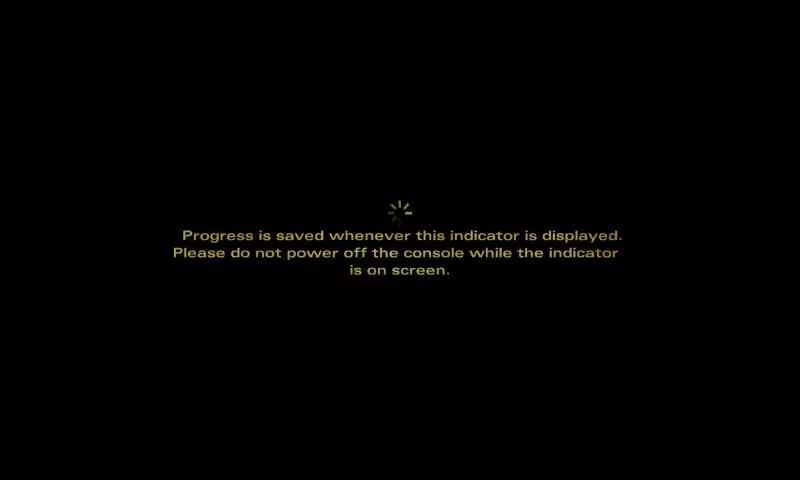 Progress is saved whenever this indicator is displayed.
Please do not power off the console while the indicator
is on screen.